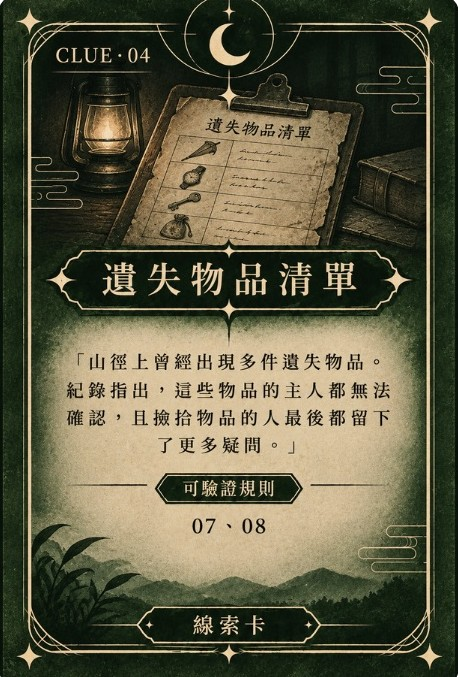 CLUE·04
遺失物品清單
遺失物品清單
「山徑上曾經出現多件遺失物品。
紀錄指出，這些物品的主人都無法
確認，且撿拾物品的人最後都留下
了更多疑問。」
可驗證規則
07、08
線索卡